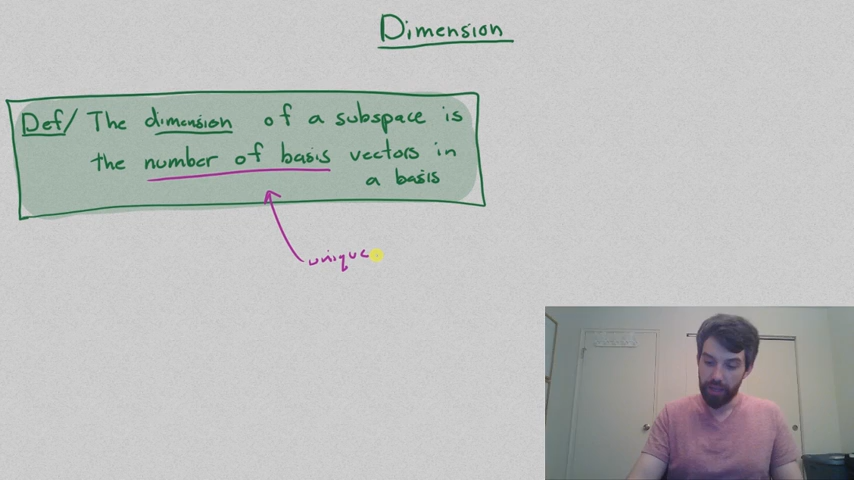 Dimension
Def/ The dimension of a subspace is
the number of basis vectors in
a basis
unique